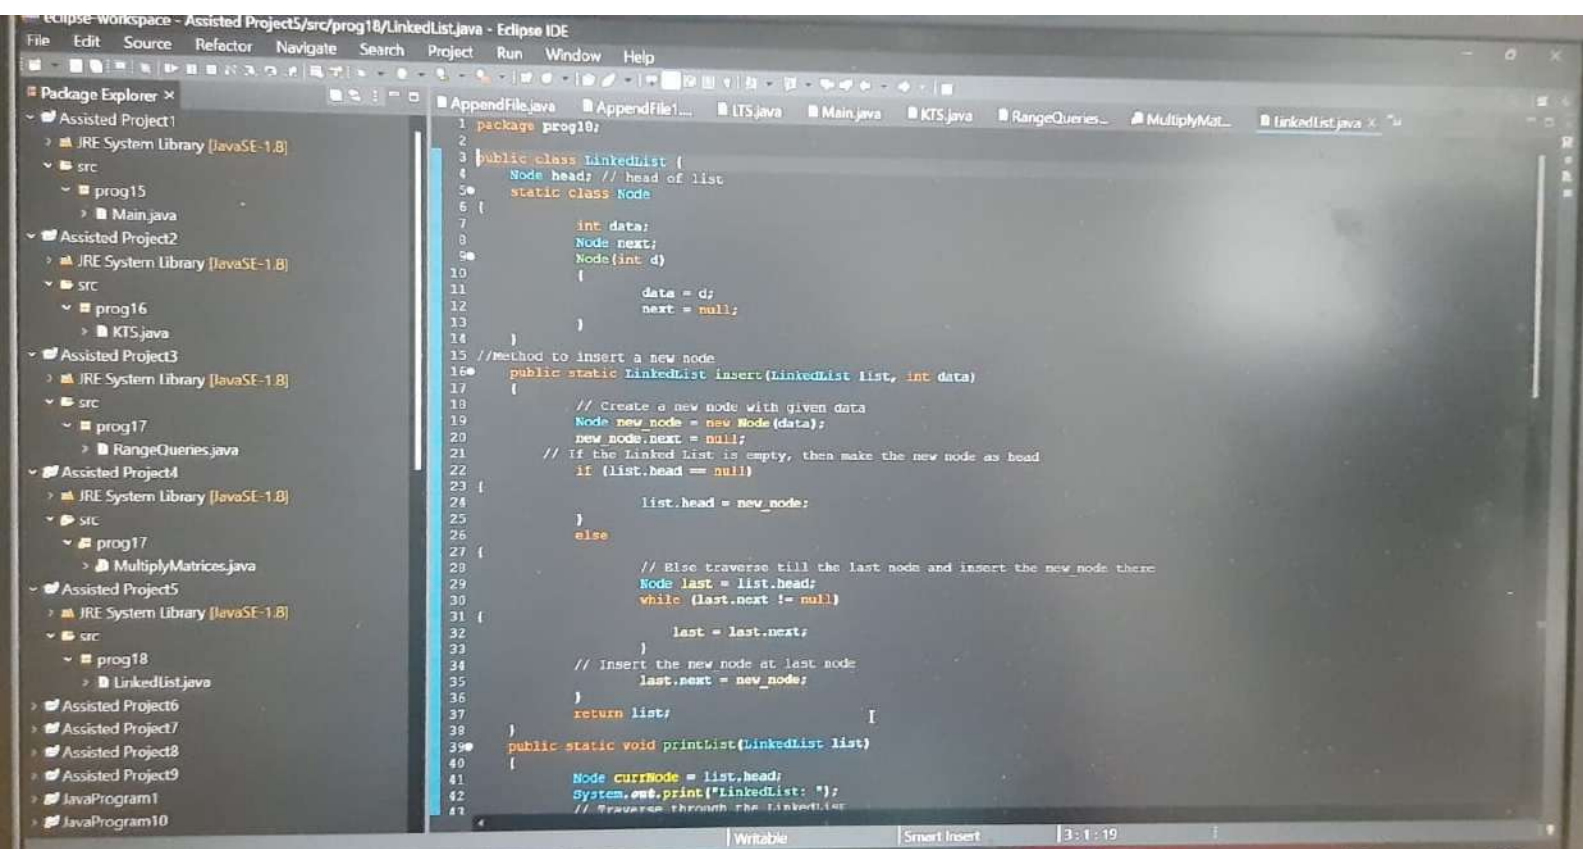 eclipse-workspace - Assisted Project5/src/prog18/LinkedList.java - Eclipse IDE
File Edit Source Refactor Navigate Search Project Run Window Help
Package Explorer ×
AppendFile.java AppendFile1.... LTS.java Main.java KTS.java RangeQueries... MultiplyMat... LinkedList.java ×
Assisted Project1
JRE System Library [JavaSE-1.8]
src
prog15
Main.java
Assisted Project2
JRE System Library [JavaSE-1.8]
src
prog16
KTS.java
Assisted Project3
JRE System Library [JavaSE-1.8]
src
prog17
RangeQueries.java
Assisted Project4
JRE System Library [JavaSE-1.8]
src
prog17
MultiplyMatrices.java
Assisted Project5
JRE System Library [JavaSE-1.8]
src
prog18
LinkedList.java
Assisted Project6
Assisted Project7
Assisted Project8
Assisted Project9
JavaProgram1
JavaProgram10
1 package prog18;
2
3 public class LinkedList {
4 Node head; // head of list
5 static class Node
6 {
7 int data;
8 Node next;
9 Node(int d)
10 {
11 data = d;
12 next = null;
13 }
14 }
15 //Method to insert a new node
16 public static LinkedList insert(LinkedList list, int data)
17 {
18 // Create a new node with given data
19 Node new_node = new Node(data);
20 new_node.next = null;
21 // If the Linked List is empty, then make the new node as head
22 if (list.head == null)
23 {
24 list.head = new_node;
25 }
26 else
27 {
28 // Else traverse till the last node and insert the new_node there
29 Node last = list.head;
30 while (last.next != null)
31 {
32 last = last.next;
33 }
34 // Insert the new_node at last node
35 last.next = new_node;
36 }
37 return list;
38 }
39 public static void printList(LinkedList list)
40 {
41 Node currNode = list.head;
42 System.out.print("LinkedList: ");
43 // Traverse through the LinkedList
Writable Smart Insert 3 : 1 : 19